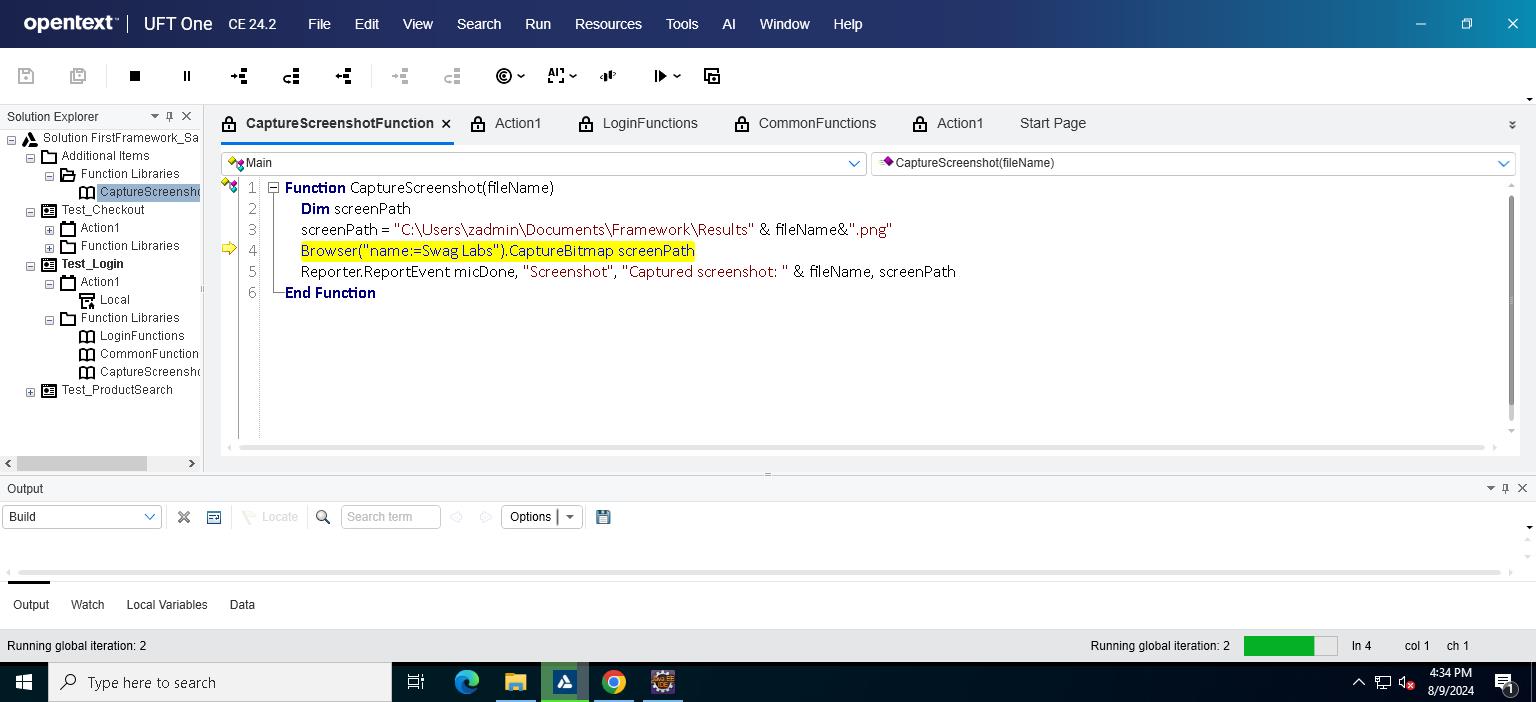 opentext™ | UFT One CE 24.2 File Edit View Search Run Resources Tools AI Window Help
Solution Explorer
Solution FirstFramework_Sa
Additional Items
Function Libraries
CaptureScreensho
Test_Checkout
Action1
Function Libraries
Test_Login
Action1
Local
Function Libraries
LoginFunctions
CommonFunction
CaptureScreensho
Test_ProductSearch
CaptureScreenshotFunction Action1 LoginFunctions CommonFunctions Action1 Start Page
Main CaptureScreenshot(fileName)
1 Function CaptureScreenshot(fileName)
2 Dim screenPath
3 screenPath = "C:\Users\zadmin\Documents\Framework\Results" & fileName&".png"
4 Browser("name:=Swag Labs").CaptureBitmap screenPath
5 Reporter.ReportEvent micDone, "Screenshot", "Captured screenshot: " & fileName, screenPath
6 End Function
Output
Build Locate Search term Options
Output Watch Local Variables Data
Running global iteration: 2 Running global iteration: 2 ln 4 col 1 ch 1
Type here to search
4:34 PM
8/9/2024
1